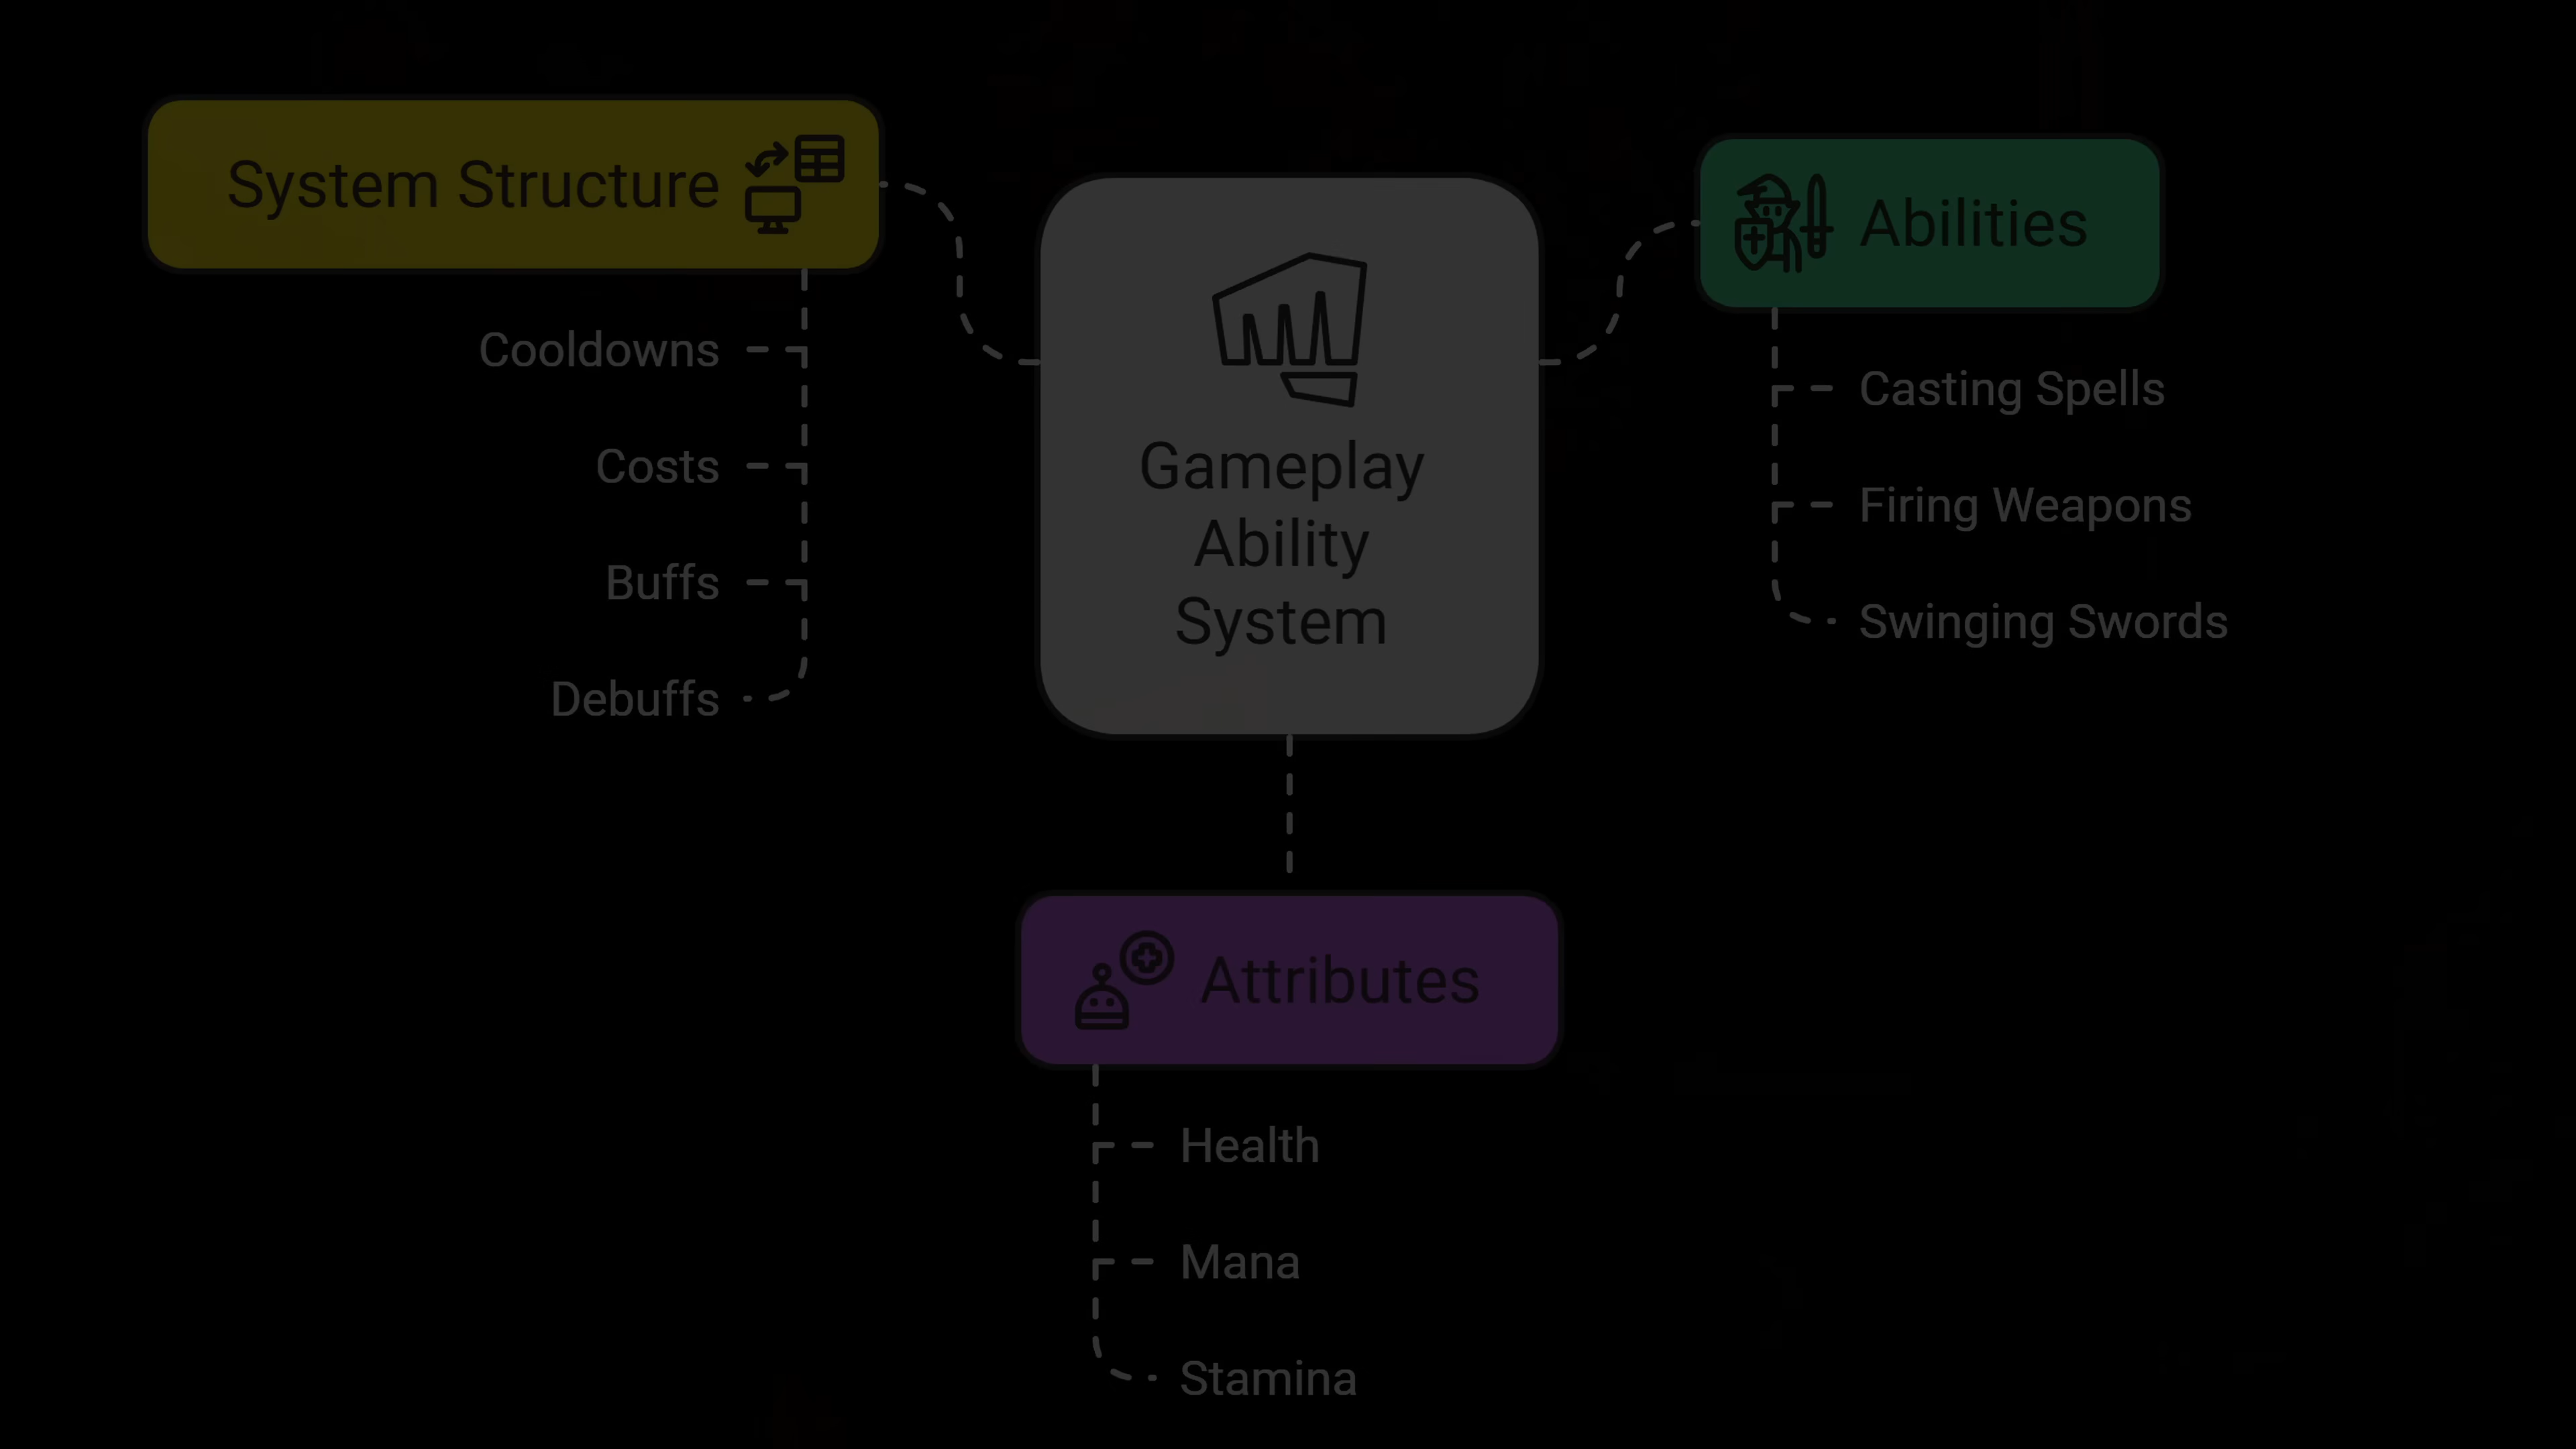 System Structure
Cooldowns
Costs
Buffs
Debuffs
Gameplay
Ability
System
Abilities
Casting Spells
Firing Weapons
Swinging Swords
Attributes
Health
Mana
Stamina